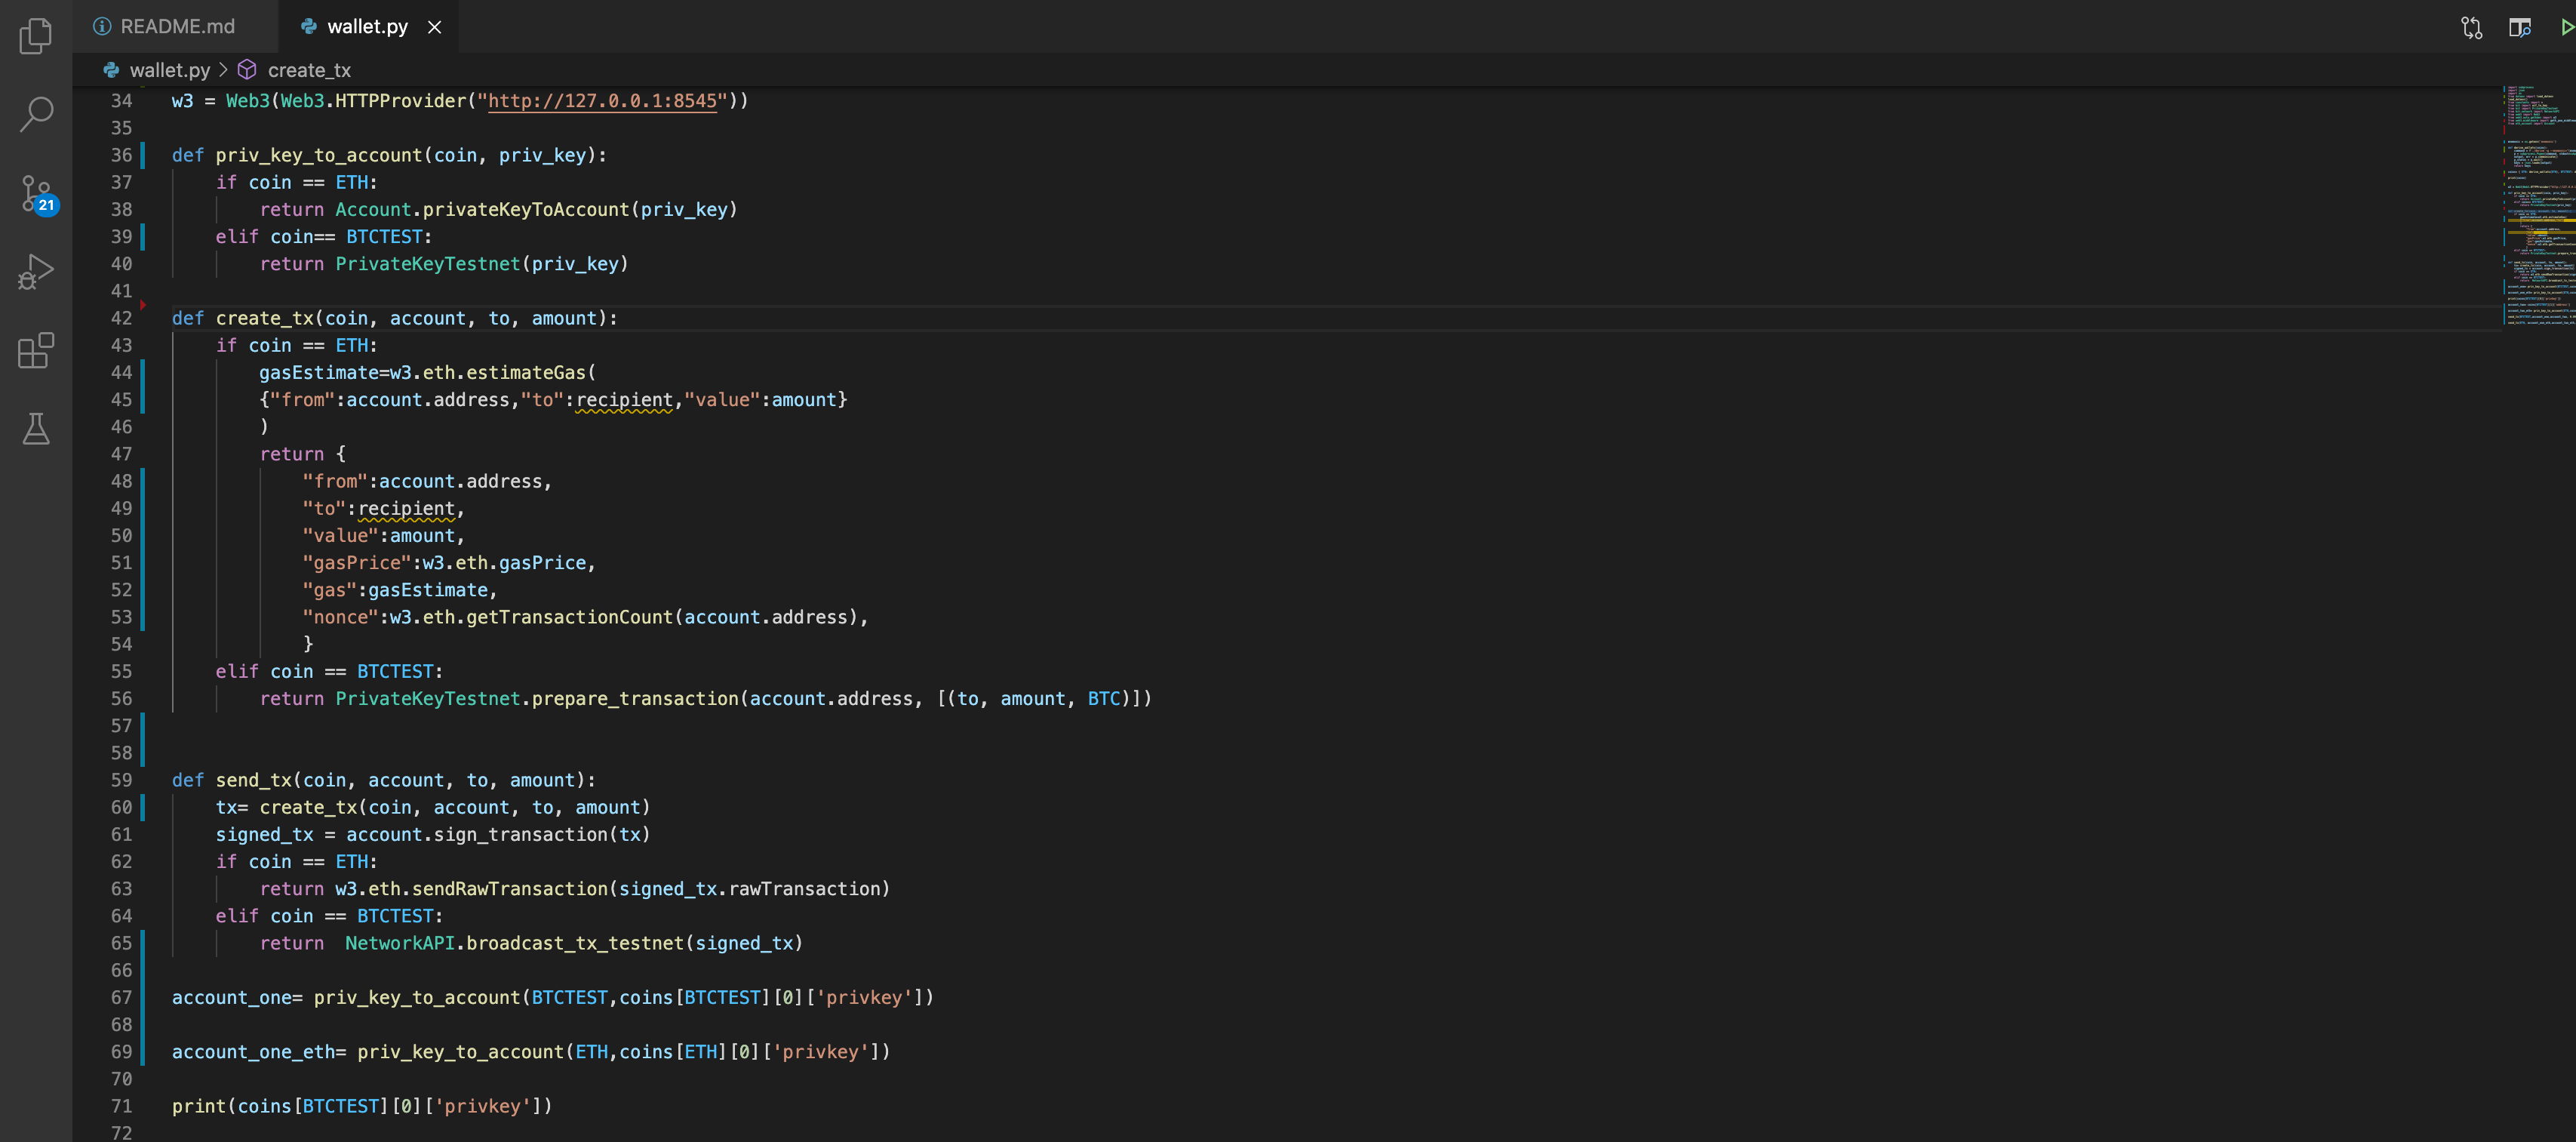 README.md wallet.py
wallet.py > create_tx
34 w3 = Web3(Web3.HTTPProvider("http://127.0.0.1:8545"))
35
36 def priv_key_to_account(coin, priv_key):
37     if coin == ETH:
38         return Account.privateKeyToAccount(priv_key)
39     elif coin== BTCTEST:
40         return PrivateKeyTestnet(priv_key)
41
42 def create_tx(coin, account, to, amount):
43     if coin == ETH:
44         gasEstimate=w3.eth.estimateGas(
45         {"from":account.address,"to":recipient,"value":amount}
46         )
47         return {
48             "from":account.address,
49             "to":recipient,
50             "value":amount,
51             "gasPrice":w3.eth.gasPrice,
52             "gas":gasEstimate,
53             "nonce":w3.eth.getTransactionCount(account.address),
54             }
55     elif coin == BTCTEST:
56         return PrivateKeyTestnet.prepare_transaction(account.address, [(to, amount, BTC)])
57
58
59 def send_tx(coin, account, to, amount):
21
60     tx= create_tx(coin, account, to, amount)
61     signed_tx = account.sign_transaction(tx)
62     if coin == ETH:
63         return w3.eth.sendRawTransaction(signed_tx.rawTransaction)
64     elif coin == BTCTEST:
65         return  NetworkAPI.broadcast_tx_testnet(signed_tx)
66
67 account_one= priv_key_to_account(BTCTEST,coins[BTCTEST][0]['privkey'])
68
69 account_one_eth= priv_key_to_account(ETH,coins[ETH][0]['privkey'])
70
71 print(coins[BTCTEST][0]['privkey'])
72